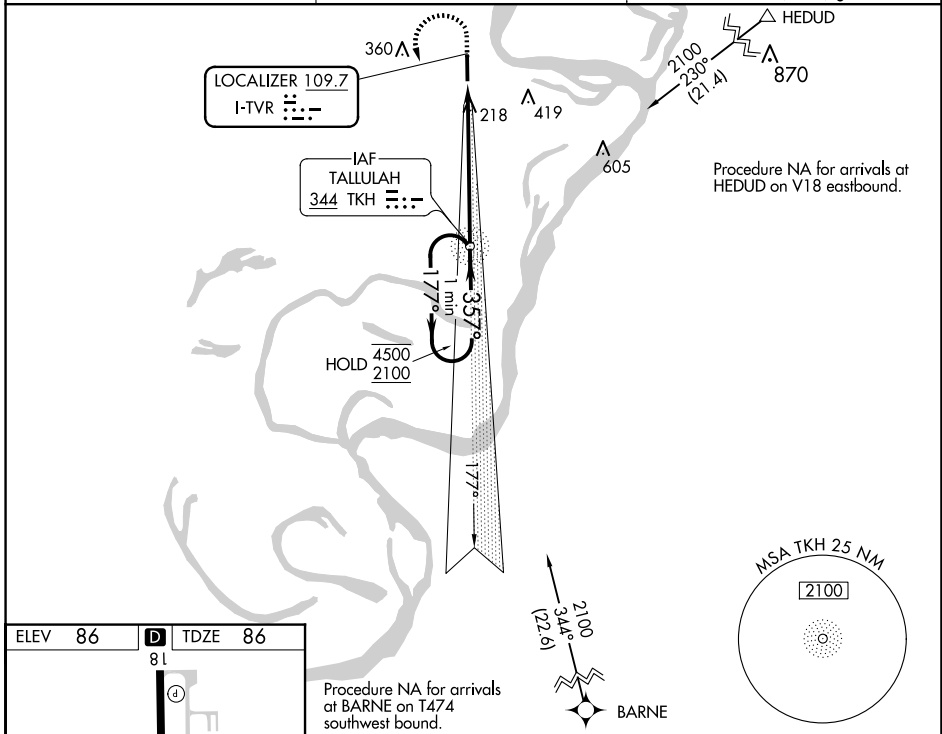 HEDUD
2100
230°
(21.4)
870
360
LOCALIZER 109.7
I-TVR
218
419
605
IAF
TALLULAH
344 TKH
Procedure NA for arrivals at
HEDUD on V18 eastbound.
177°
1 min
357°
HOLD
4500
2100
177°
MSA TKH 25 NM
2100
2100
344°
(22.6)
BARNE
Procedure NA for arrivals
at BARNE on T474
southwest bound.
ELEV 86
D
TDZE 86
18
P